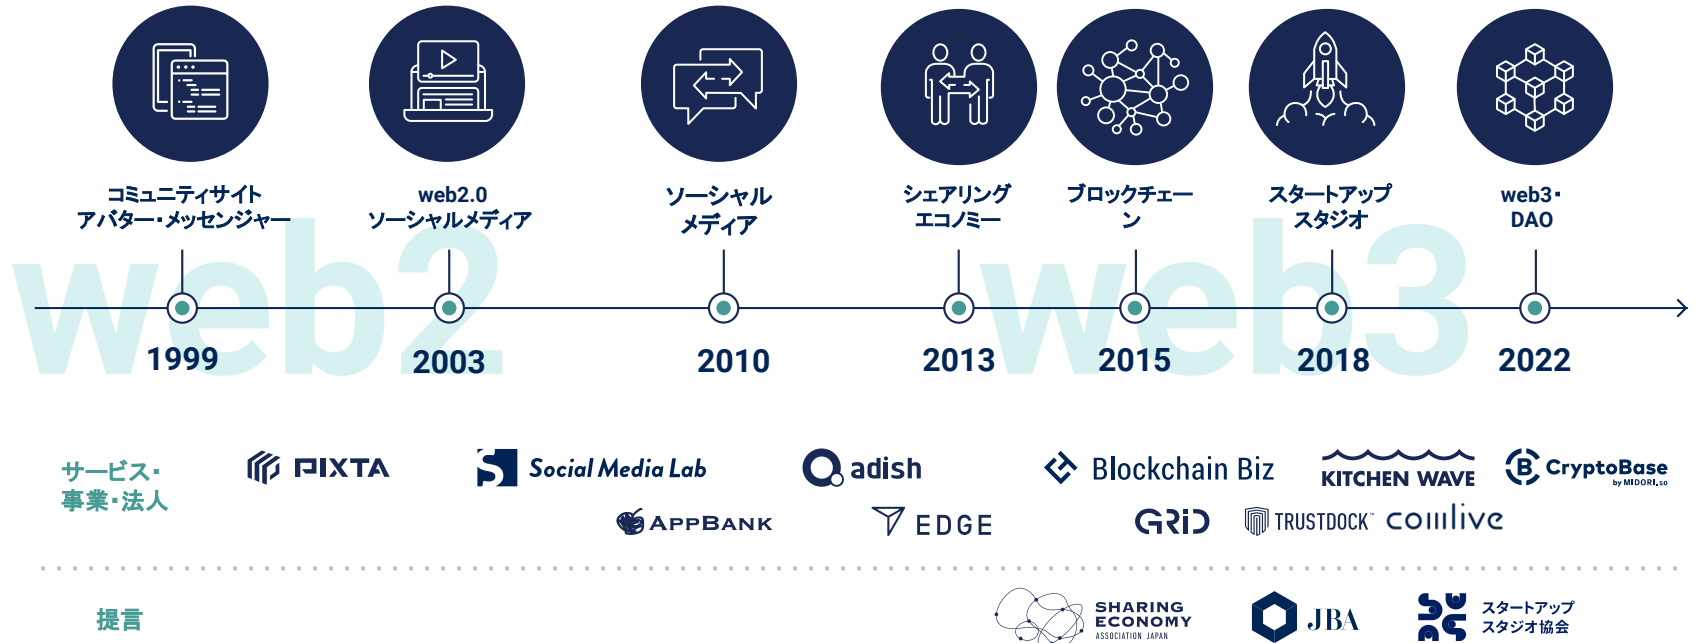 コミュニティサイト
アバター・メッセンジャー
web2.0
ソーシャルメディア
ソーシャル
メディア
シェアリング
エコノミー
ブロックチェー
ン
スタートアップ
スタジオ
web3・
DAO
web2
web3
1999
2003
2010
2013
2015
2018
2022
サービス・
事業・法人
PIXTA
Social Media Lab
adish
Blockchain Biz
KITCHEN WAVE
CryptoBase
by MIDORI.so
APPBANK
EDGE
GRiD
TRUSTDOCK™
comlive
提言
SHARING
ECONOMY
ASSOCIATION JAPAN
JBA
スタートアップ
スタジオ協会